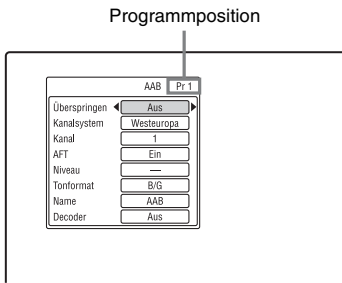 Programmposition
AAB Pr 1
Überspringen Aus
Kanalsystem Westeuropa
Kanal 1
AFT Ein
Niveau —
Tonformat B/G
Name AAB
Decoder Aus